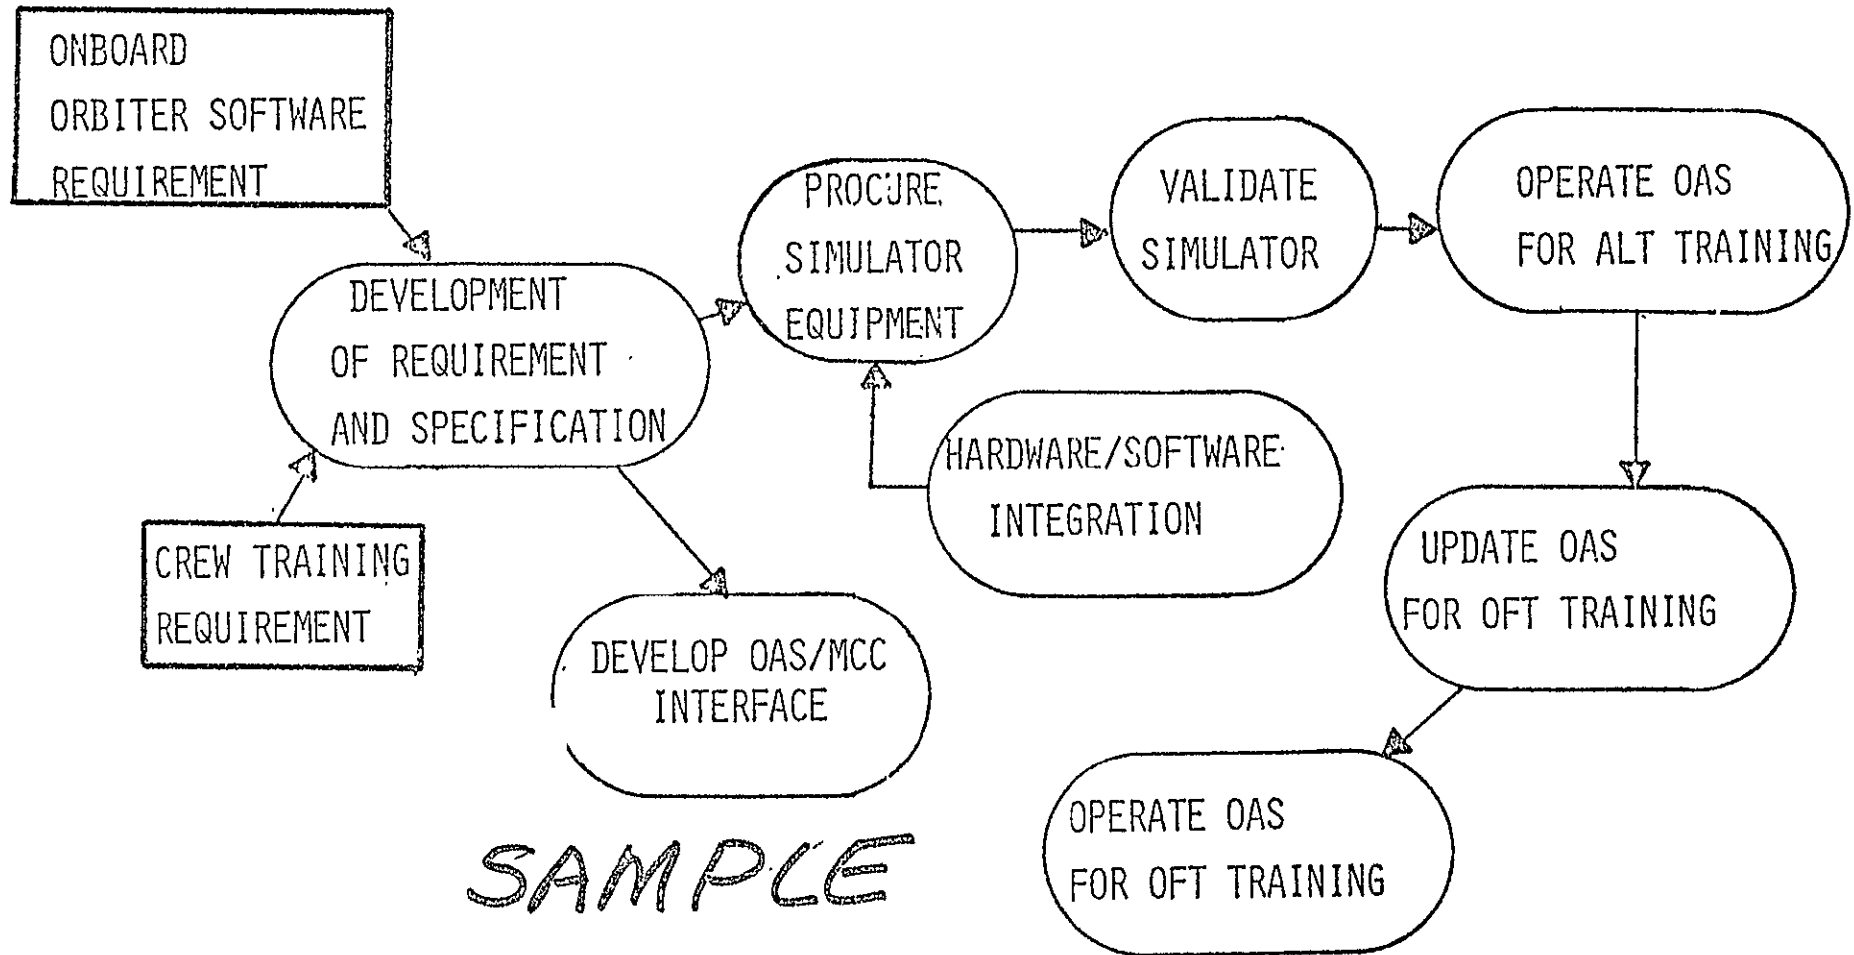 ONBOARD
ORBITER SOFTWARE
REQUIREMENT
DEVELOPMENT
OF REQUIREMENT
AND SPECIFICATION
CREW TRAINING
REQUIREMENT
DEVELOP OAS/MCC
INTERFACE
PROCURE
SIMULATOR
EQUIPMENT
HARDWARE/SOFTWARE
INTEGRATION
VALIDATE
SIMULATOR
OPERATE OAS
FOR ALT TRAINING
UPDATE OAS
FOR OFT TRAINING
OPERATE OAS
FOR OFT TRAINING
SAMPLE